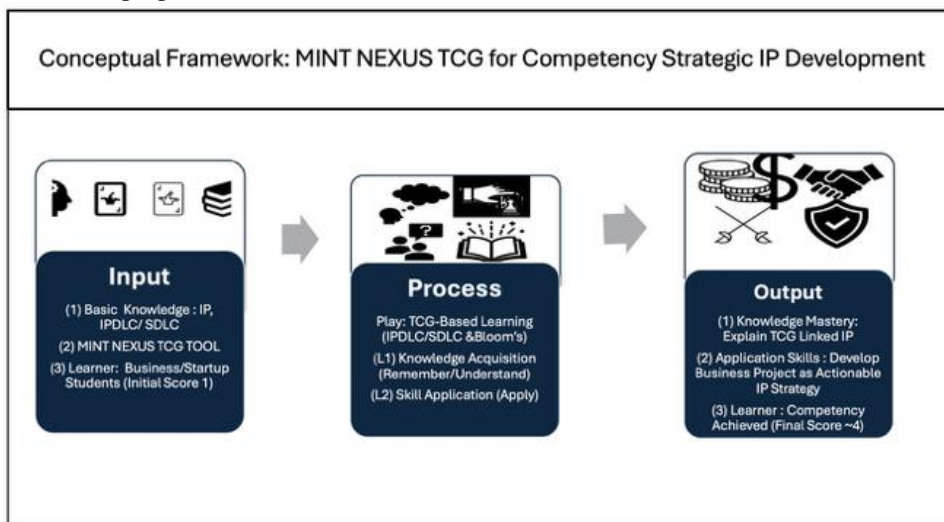 Conceptual Framework: MINT NEXUS TCG for Competency Strategic IP Development
Input
(1) Basic Knowledge : IP,
IPDLC/ SDLC
(2) MINT NEXUS TCG TOOL
(3) Learner: Business/Startup
Students (Initial Score 1)
?
Process
Play: TCG-Based Learning
(IPDLC/SDLC &Bloom's)
(L1) Knowledge Acquisition
(Remember/Understand)
(L2) Skill Application (Apply)
$
Output
(1) Knowledge Mastery:
Explain TCG Linked IP
(2) Application Skills : Develop
Business Project as Actionable
IP Strategy
(3) Learner : Competency
Achieved (Final Score ~4)